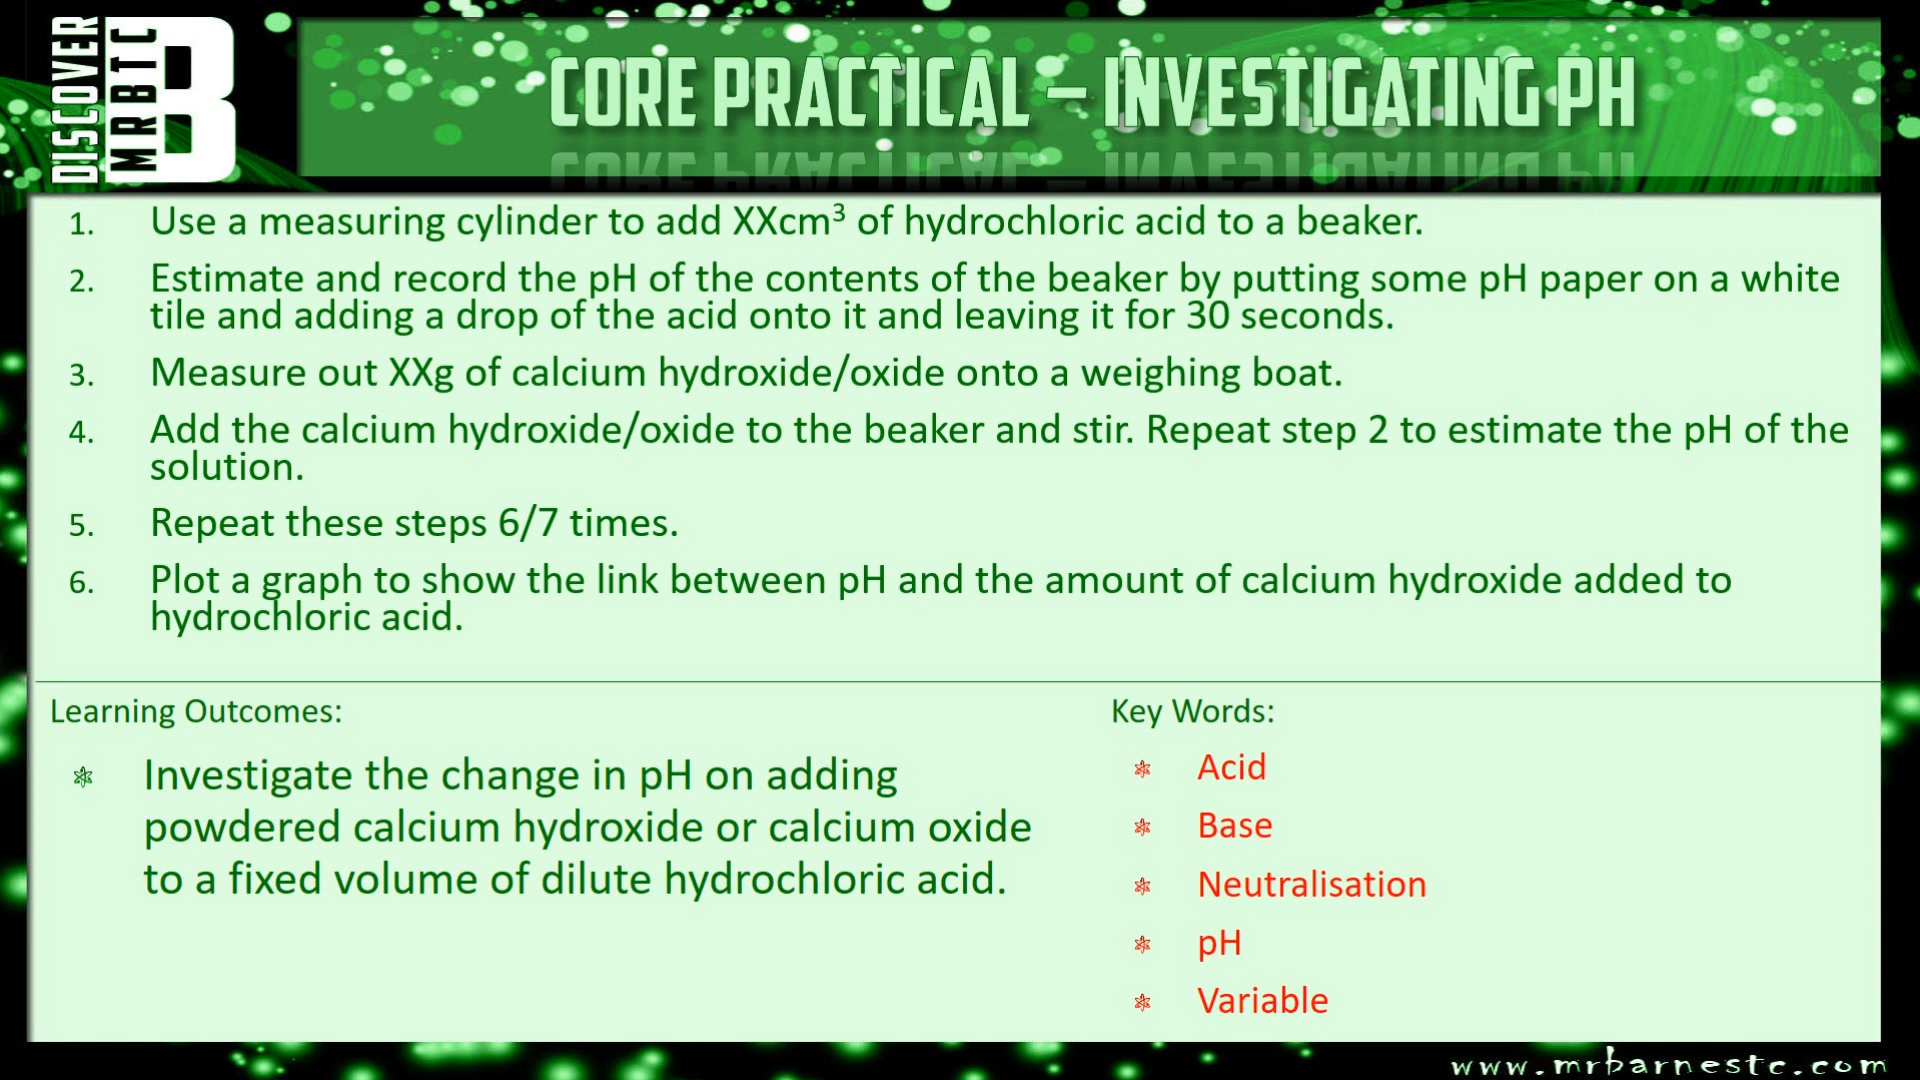 DISCOVER
MRBTC
B
CORE PRACTICAL – INVESTIGATING PH
1. Use a measuring cylinder to add XXcm³ of hydrochloric acid to a beaker.
2. Estimate and record the pH of the contents of the beaker by putting some pH paper on a white
tile and adding a drop of the acid onto it and leaving it for 30 seconds.
3. Measure out XXg of calcium hydroxide/oxide onto a weighing boat.
4. Add the calcium hydroxide/oxide to the beaker and stir. Repeat step 2 to estimate the pH of the
solution.
5. Repeat these steps 6/7 times.
6. Plot a graph to show the link between pH and the amount of calcium hydroxide added to
hydrochloric acid.
Learning Outcomes:
Investigate the change in pH on adding
powdered calcium hydroxide or calcium oxide
to a fixed volume of dilute hydrochloric acid.
Key Words:
Acid
Base
Neutralisation
pH
Variable
www.mrbarnestc.com